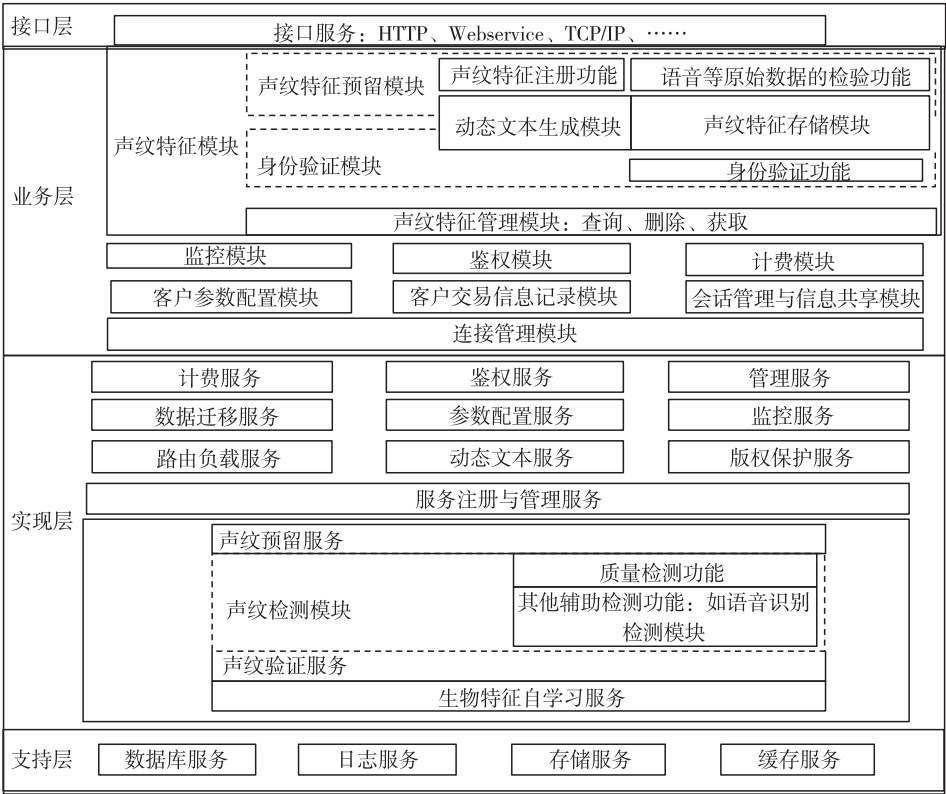 接口层
接口服务：HTTP、Webservice、TCP/IP、……
业务层
声纹特征模块
声纹特征预留模块
声纹特征注册功能
语音等原始数据的检验功能
动态文本生成模块
声纹特征存储模块
身份验证模块
身份验证功能
声纹特征管理模块：查询、删除、获取
监控模块
鉴权模块
计费模块
客户参数配置模块
客户交易信息记录模块
会话管理与信息共享模块
连接管理模块
实现层
计费服务
鉴权服务
管理服务
数据迁移服务
参数配置服务
监控服务
路由负载服务
动态文本服务
版权保护服务
服务注册与管理服务
声纹预留服务
声纹检测模块
质量检测功能
其他辅助检测功能：如语音识别
检测模块
声纹验证服务
生物特征自学习服务
支持层
数据库服务
日志服务
存储服务
缓存服务